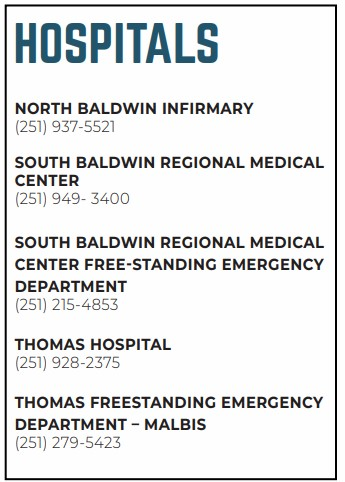 HOSPITALS
NORTH BALDWIN INFIRMARY
(251) 937-5521
SOUTH BALDWIN REGIONAL MEDICAL
CENTER
(251) 949- 3400
SOUTH BALDWIN REGIONAL MEDICAL
CENTER FREE-STANDING EMERGENCY
DEPARTMENT
(251) 215-4853
THOMAS HOSPITAL
(251) 928-2375
THOMAS FREESTANDING EMERGENCY
DEPARTMENT – MALBIS
(251) 279-5423